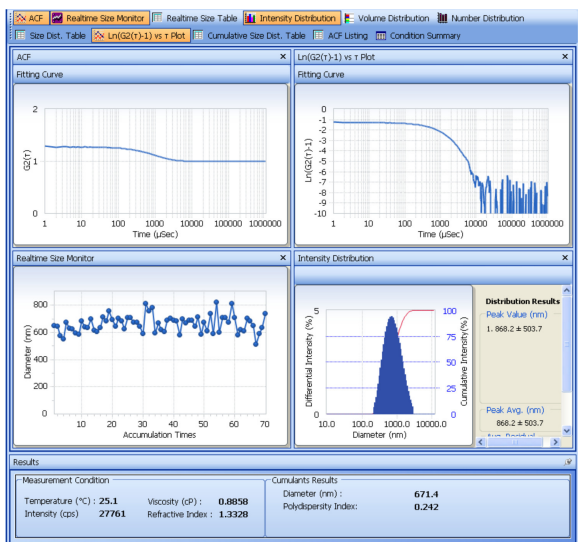 ACF Realtime Size Monitor Realtime Size Table Intensity Distribution Volume Distribution Number Distribution
Size Dist. Table Ln(G2(τ)-1) vs τ Plot Cumulative Size Dist. Table ACF Listing Condition Summary
ACF
Fitting Curve
2
1
0
G2(τ)
1 10 100 1000 10000 100000 1000000
Time (μSec)
Ln(G2(τ)-1) vs τ Plot
Fitting Curve
0
-1
-2
-3
-4
-5
-6
-7
-8
-9
-10
Ln(G2(τ)-1)
1 10 100 1000 10000 100000 1000000
Time (μSec)
Realtime Size Monitor
800
600
400
200
0
Diameter (nm)
10 20 30 40 50 60 70
Accumulation Times
Intensity Distribution
5
0
Differential Intensity (%)
100
75
50
25
0
Cumulative Intensity(%)
10.0 100.0 1000.0 10000.0
Diameter (nm)
Distribution Results
Peak Value (nm)
1. 868.2 ± 503.7
Peak Avg. (nm)
868.2 ± 503.7
Results
Measurement Condition
Temperature (°C) : 25.1 Viscosity (cP) : 0.8858
Intensity (cps) 27761 Refractive Index : 1.3328
Cumulants Results
Diameter (nm) : 671.4
Polydispersity Index: 0.242